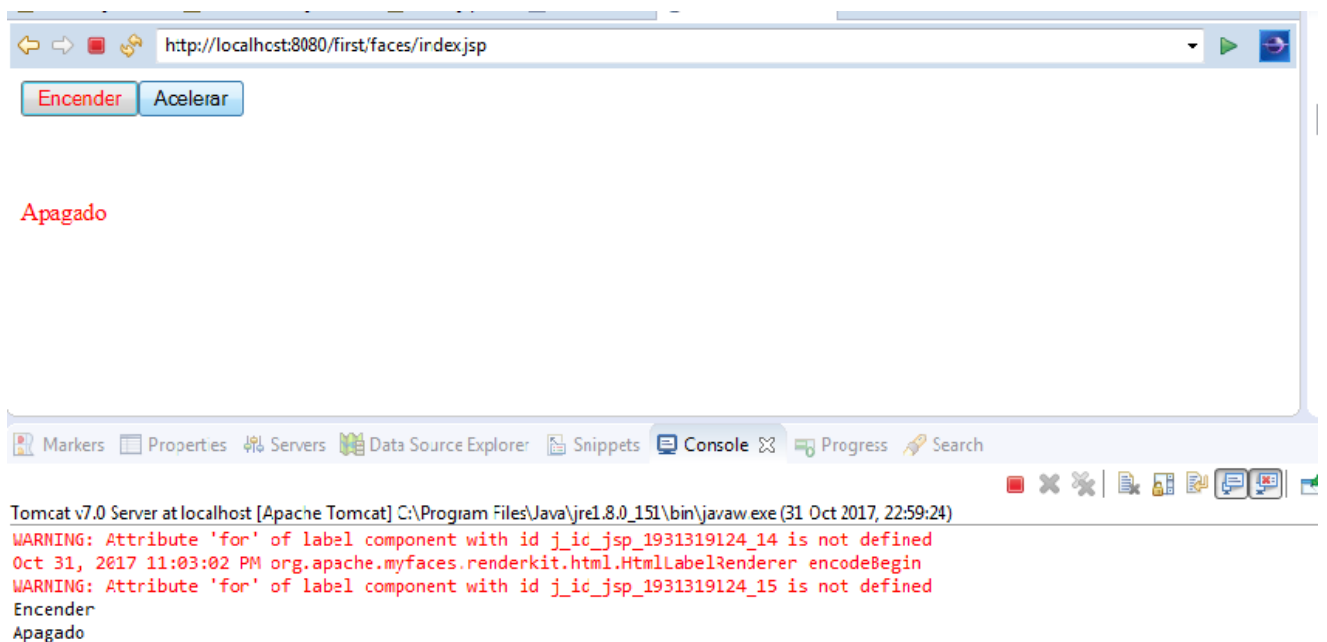 http://localhost:8080/first/faces/index.jsp
Encender Acelerar
Apagado
Markers Properties Servers Data Source Explorer Snippets Console Progress Search
Tomcat v7.0 Server at localhost [Apache Tomcat] C:\Program Files\Java\jre1.8.0_151\bin\javaw.exe (31 Oct 2017, 22:59:24)
WARNING: Attribute 'for' of label component with id j_id_jsp_1931319124_14 is not defined
Oct 31, 2017 11:03:02 PM org.apache.myfaces.renderkit.html.HtmlLabelRenderer encodeBegin
WARNING: Attribute 'for' of label component with id j_id_jsp_1931319124_15 is not defined
Encender
Apagado